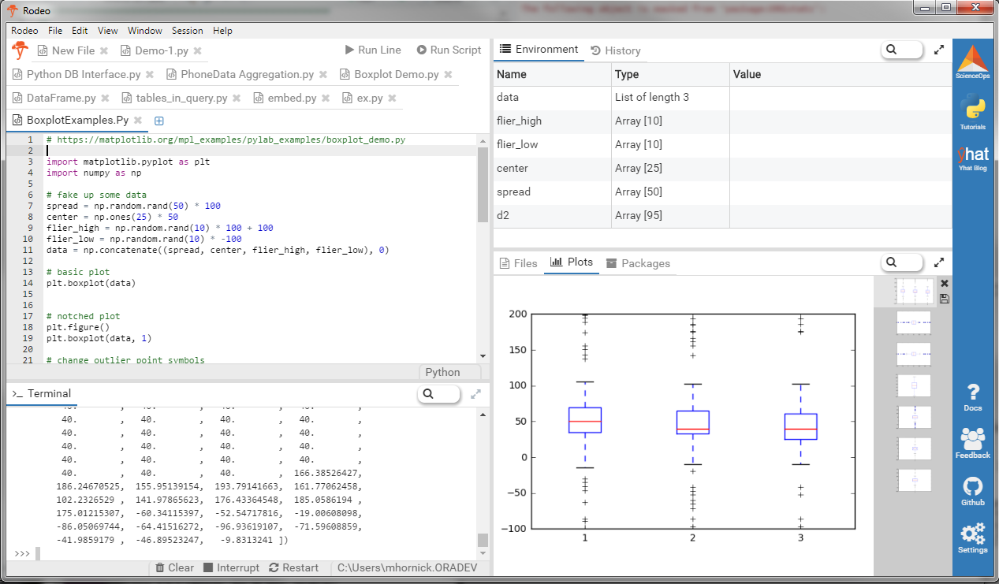 Rodeo
The following object is masked from 'package:
Rodeo File Edit View Window Session Help
New File Demo-1.py Run Line Run Script
Python DB Interface.py PhoneData Aggregation.py Boxplot Demo.py
DataFrame.py tables_in_query.py embed.py ex.py
BoxplotExamples.Py
1 # https://matplotlib.org/mpl_examples/pylab_examples/boxplot_demo.py
2
3 import matplotlib.pyplot as plt
4 import numpy as np
5
6 # fake up some data
7 spread = np.random.rand(50) * 100
8 center = np.ones(25) * 50
9 flier_high = np.random.rand(10) * 100 + 100
10 flier_low = np.random.rand(10) * -100
11 data = np.concatenate((spread, center, flier_high, flier_low), 0)
12
13 # basic plot
14 plt.boxplot(data)
15
16
17 # notched plot
18 plt.figure()
19 plt.boxplot(data, 1)
20
21 # change outlier point symbols
Python
>_ Terminal
40. , 40. , 40. , 40. ,
40. , 40. , 40. , 40. ,
40. , 40. , 40. , 40. ,
40. , 40. , 40. , 40. ,
40. , 40. , 40. , 40. ,
40. , 40. , 40. , 166.38526427,
186.24670525, 155.95139154, 193.79141663, 161.77062458,
102.2326529 , 141.97865623, 176.43364548, 185.0586194 ,
175.01215307, -60.34115397, -52.54717816, -19.00608098,
-86.05069744, -64.41516272, -96.93619107, -71.59608859,
-41.9859179 , -46.89523247, -9.8313241 ])
>>>
Clear Interrupt Restart C:\Users\mhornick.ORADEV
Environment History
Name Type Value
data List of length 3
flier_high Array [10]
flier_low Array [10]
center Array [25]
spread Array [50]
d2 Array [95]
Files Plots Packages
200
150
100
50
0
−50
−100
1 2 3
ScienceOps
Tutorials
ŷhat
Yhat Blog
?
Docs
Feedback
Github
Settings